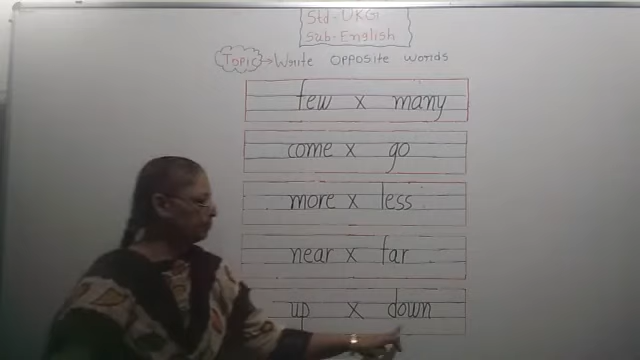 Std - UKG
Sub - English
Topic → Write opposite words
few x many
come x go
more x less
near x far
up x down